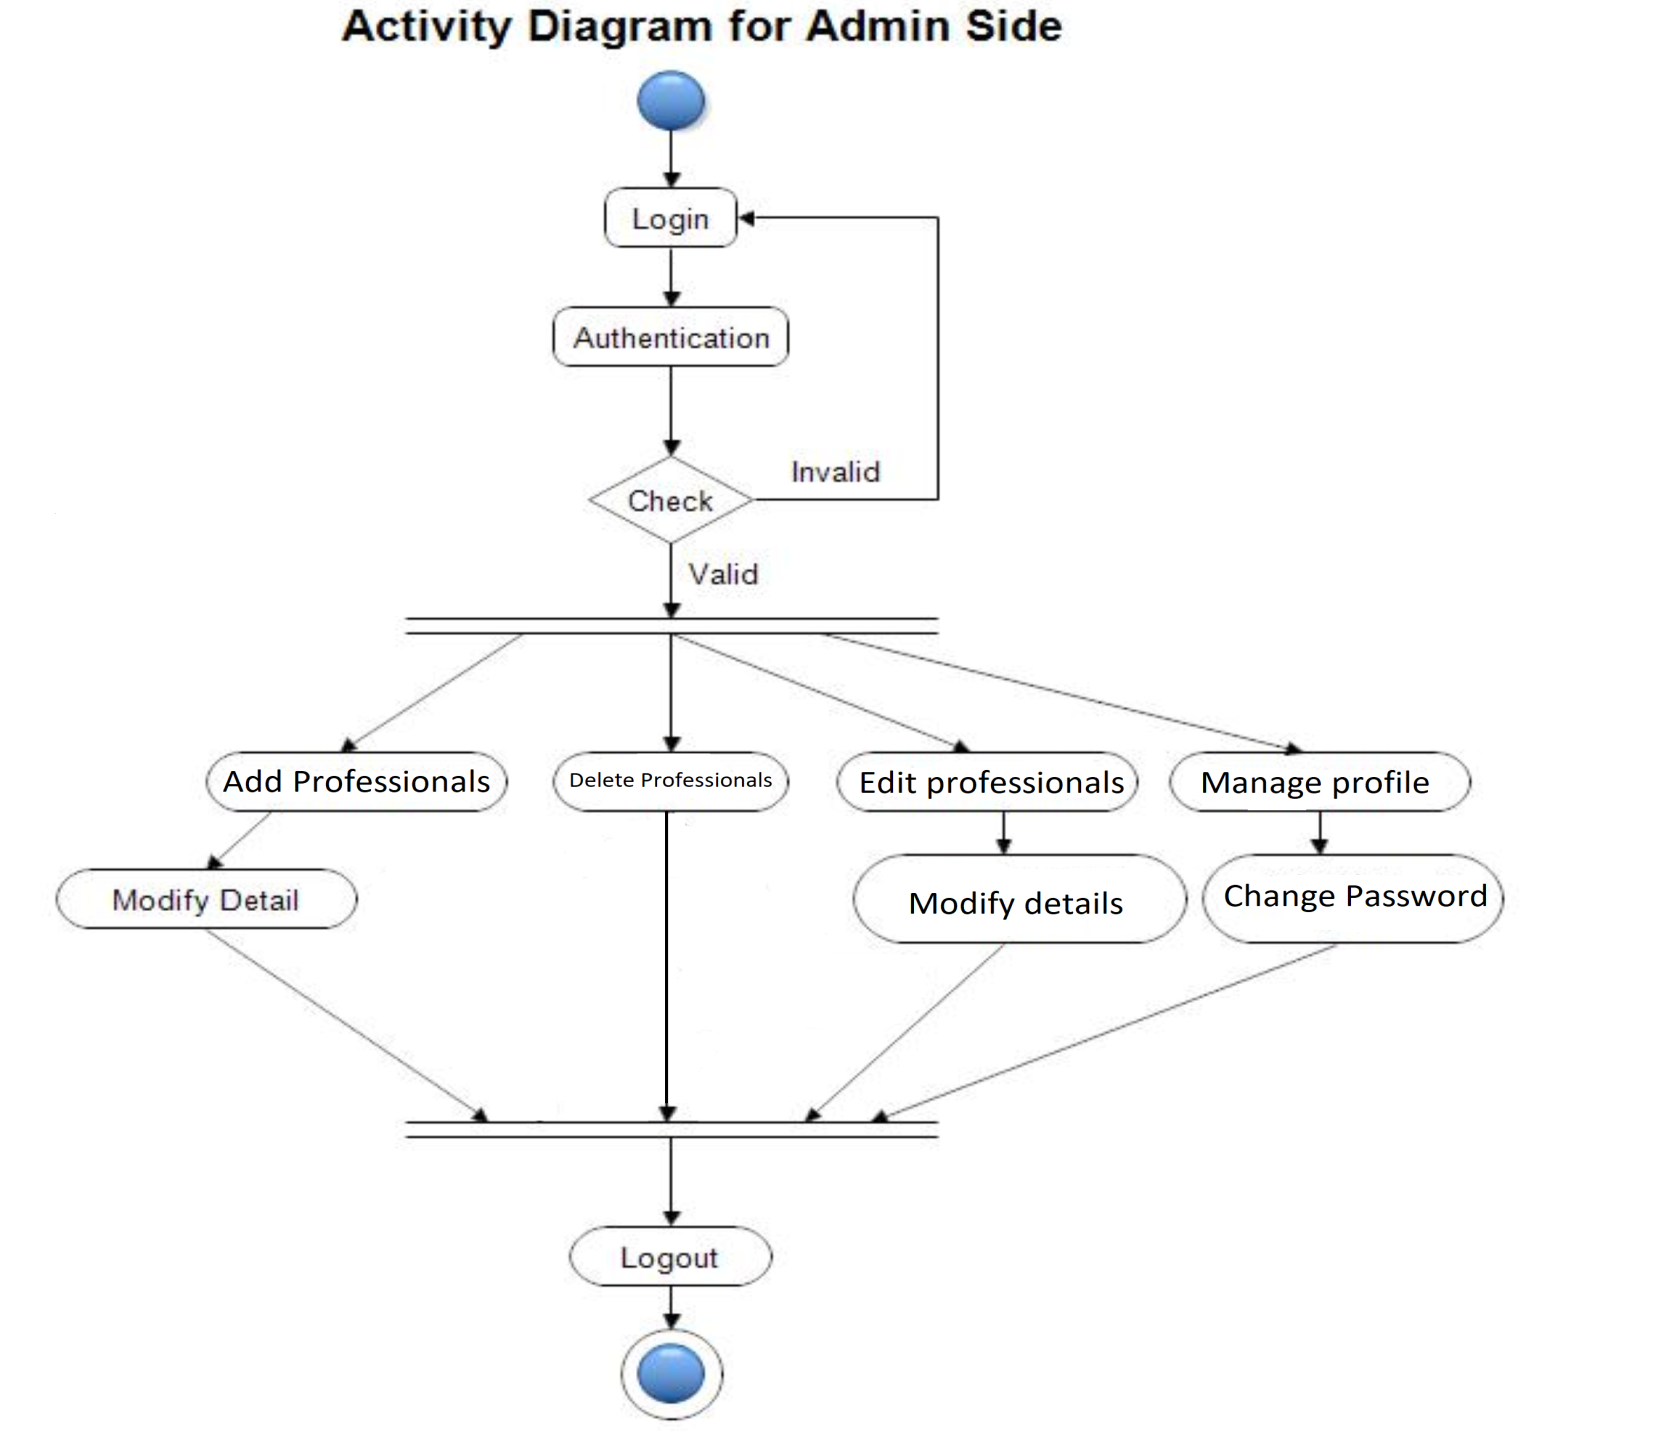 Activity Diagram for Admin Side
Login
Authentication
Invalid
Check
Valid
Add Professionals
Delete Professionals
Edit professionals
Manage profile
Modify Detail
Modify details
Change Password
Logout